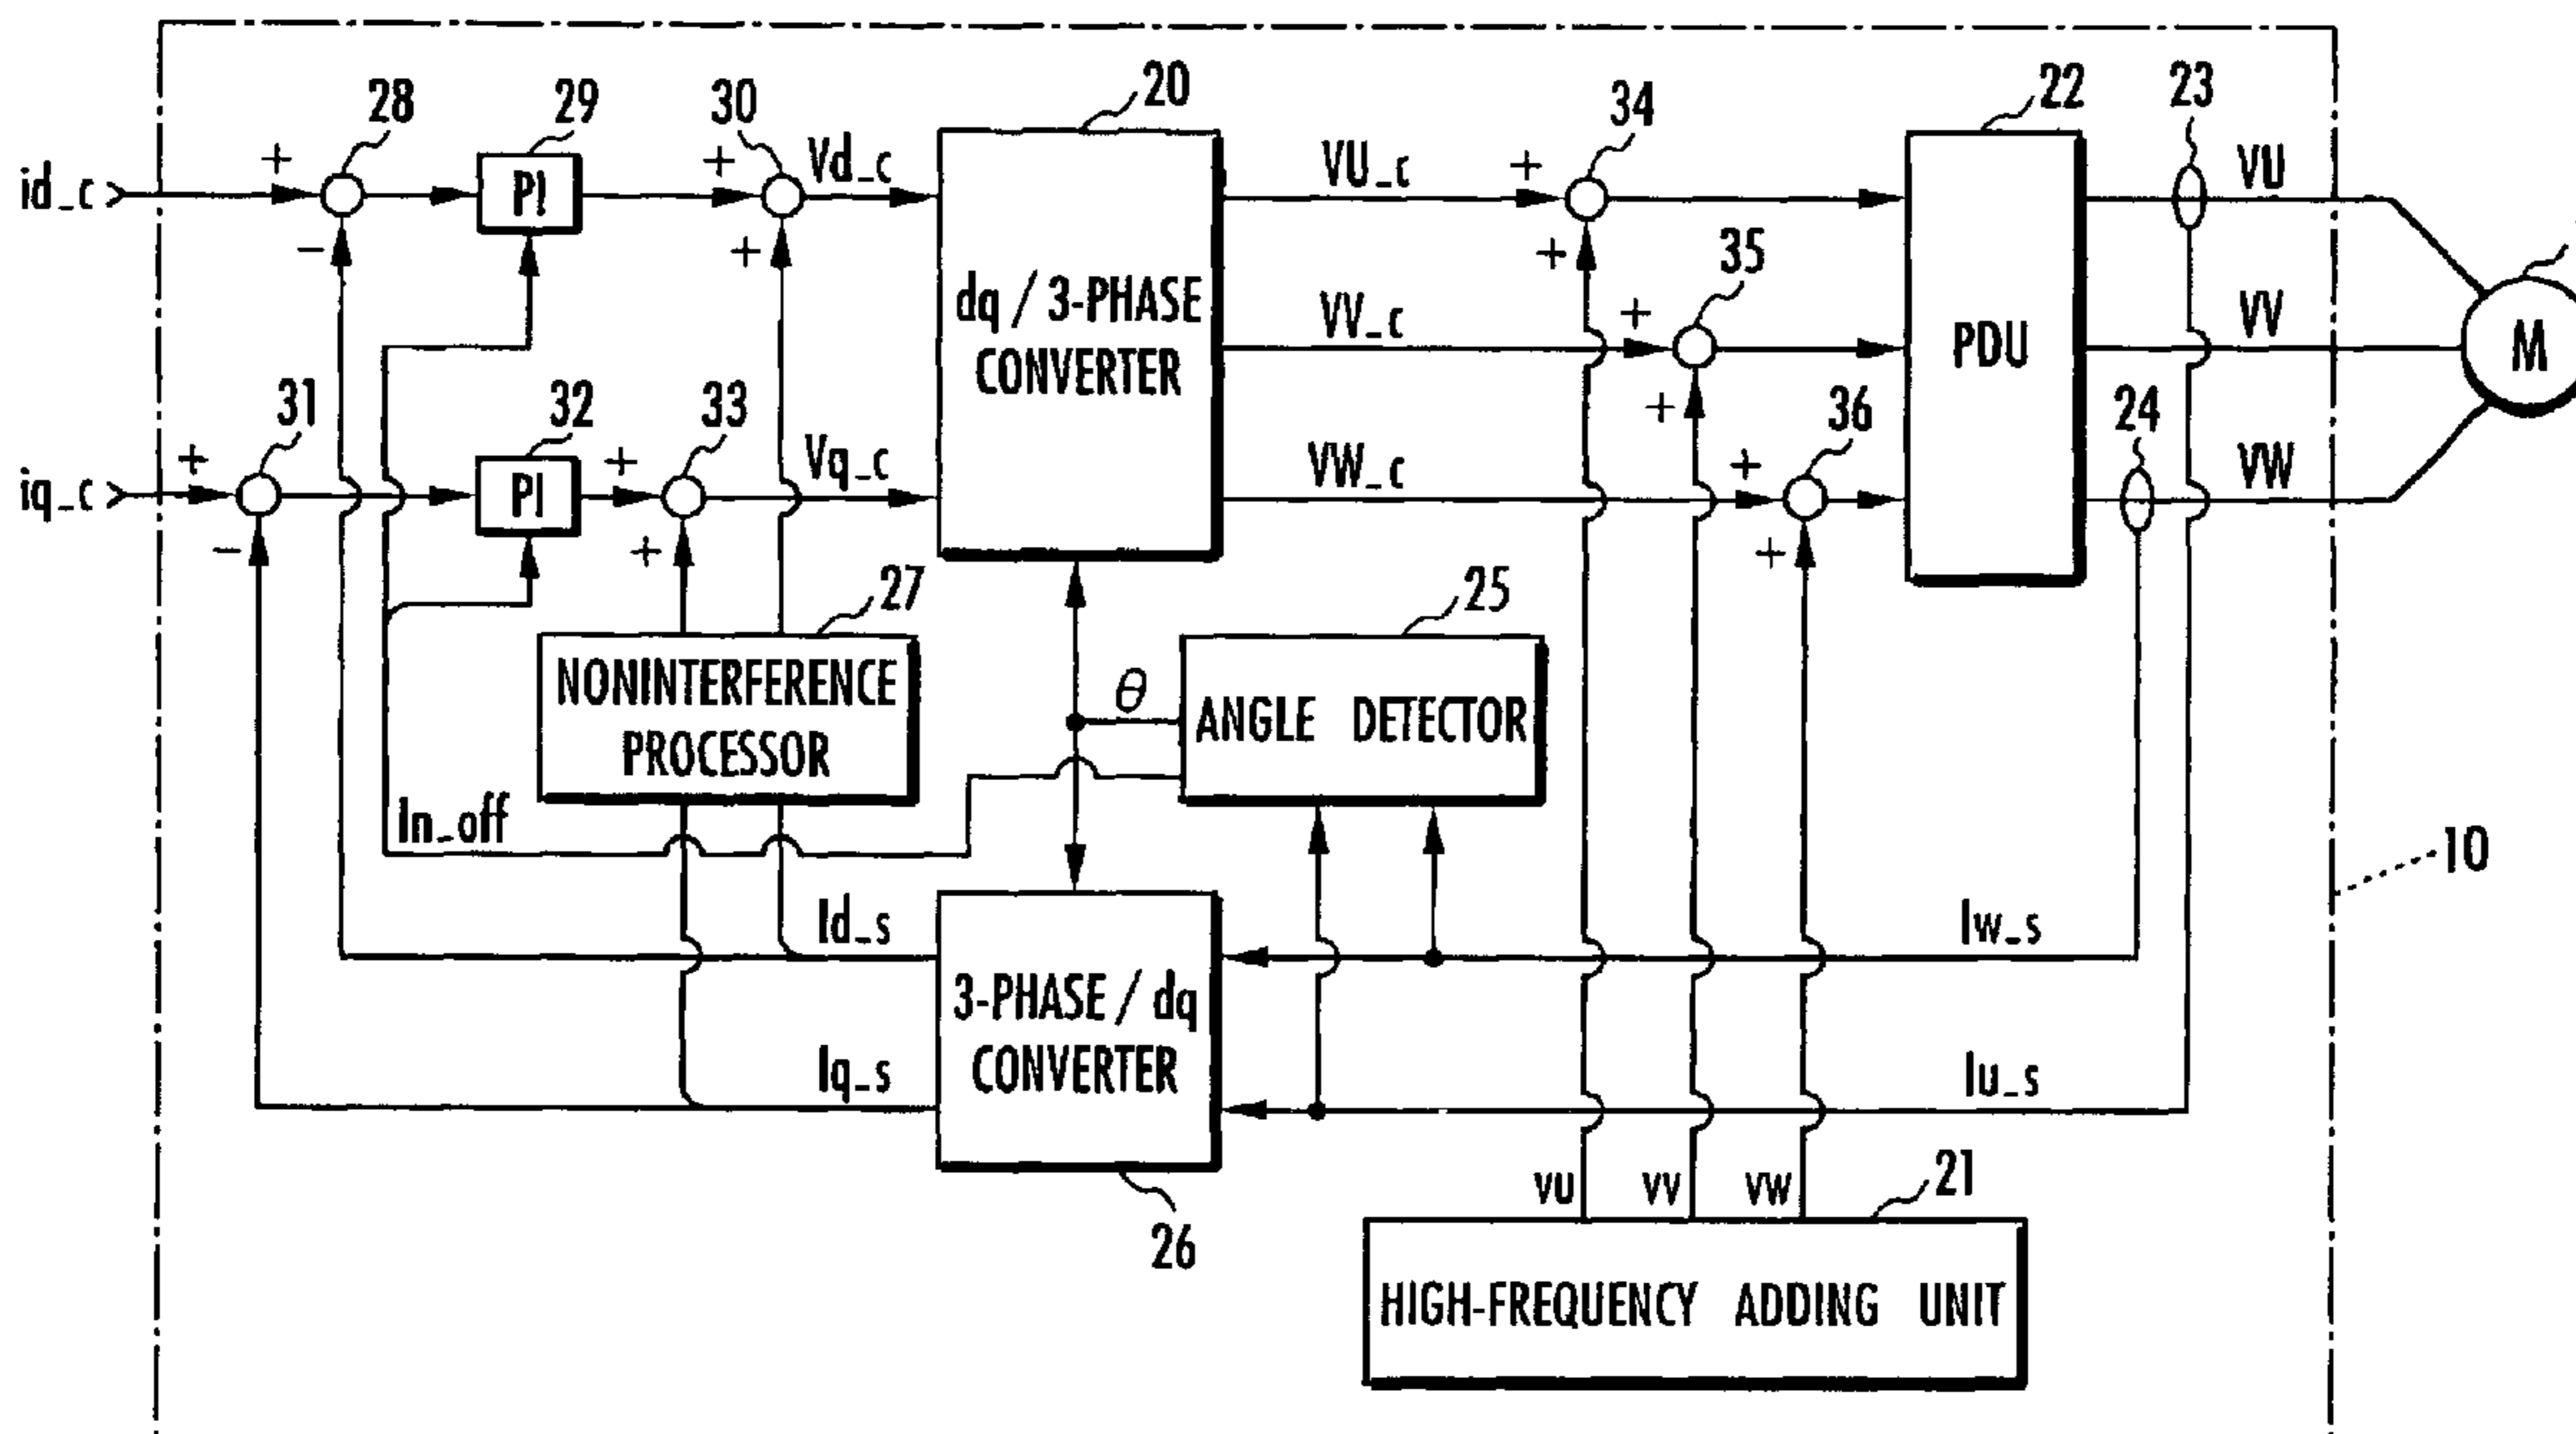 20
22
23
28
29
30
34
id_c
+
PI
+
Vd_c
VU_c
+
VU
-
+
+
35
dq / 3-PHASE
CONVERTER
VV_c
+
PDU
VV
M
31
32
33
+
36
24
iq_c
+
PI
+
Vq_c
VW_c
+
VW
-
+
+
27
25
NONINTERFERENCE
PROCESSOR
θ
ANGLE DETECTOR
In_off
10
Id_s
Iw_s
3-PHASE / dq
CONVERTER
Iq_s
Iu_s
vu
vv
vw
21
26
HIGH-FREQUENCY ADDING UNIT